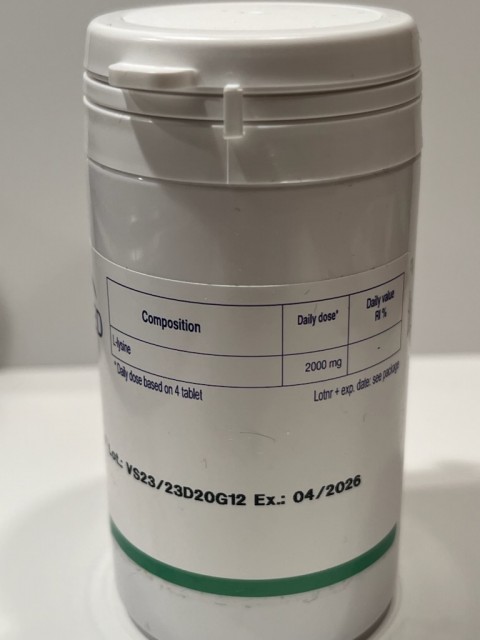 Composition Daily dose* Daily value RI %
L-lysine 2000 mg -
* Daily dose based on 4 tablet
Lotnr + exp. date: see package
Lot.: VS23/23D20G12 Ex.: 04/2026